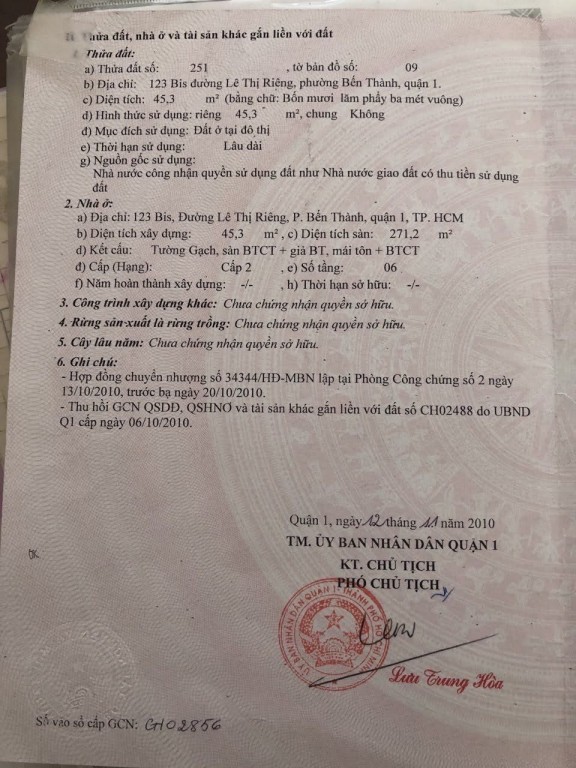 Thửa đất, nhà ở và tài sản khác gắn liền với đất
Thửa đất:
a) Thửa đất số: 251 , tờ bản đồ số: 09
b) Địa chỉ: 123 Bis đường Lê Thị Riêng, phường Bến Thành, quận 1.
c) Diện tích: 45,3 m² (bằng chữ: Bốn mươi lăm phẩy ba mét vuông)
d) Hình thức sử dụng: riêng 45,3 m², chung Không
đ) Mục đích sử dụng: Đất ở tại đô thị
e) Thời hạn sử dụng: Lâu dài
g) Nguồn gốc sử dụng:
Nhà nước công nhận quyền sử dụng đất như Nhà nước giao đất có thu tiền sử dụng
đất
2. Nhà ở:
a) Địa chỉ: 123 Bis, Đường Lê Thị Riêng, P. Bến Thành, quận 1, TP. HCM
b) Diện tích xây dựng: 45,3 m² , c) Diện tích sàn: 271,2 m²
d) Kết cấu: Tường Gạch, sàn BTCT + giả BT, mái tôn + BTCT
đ) Cấp (Hạng): Cấp 2 , e) Số tầng: 06
f) Năm hoàn thành xây dựng: -/- , h) Thời hạn sở hữu: -/-
3. Công trình xây dựng khác: Chưa chứng nhận quyền sở hữu.
4. Rừng sản xuất là rừng trồng: Chưa chứng nhận quyền sở hữu.
5. Cây lâu năm: Chưa chứng nhận quyền sở hữu.
6. Ghi chú:
- Hợp đồng chuyển nhượng số 34344/HĐ-MBN lập tại Phòng Công chứng số 2 ngày
13/10/2010, trước bạ ngày 20/10/2010.
- Thu hồi GCN QSDĐ, QSHNƠ và tài sản khác gắn liền với đất số CH02488 do UBND
Q1 cấp ngày 06/10/2010.
Quận 1, ngày 12 tháng 11 năm 2010
TM. ỦY BAN NHÂN DÂN QUẬN 1
KT. CHỦ TỊCH
PHÓ CHỦ TỊCH
ỦY BAN NHÂN DÂN QUẬN 1 - THÀNH PHỐ HỒ CHÍ MINH
Lưu Trung Hòa
Số vào sổ cấp GCN: GH02856